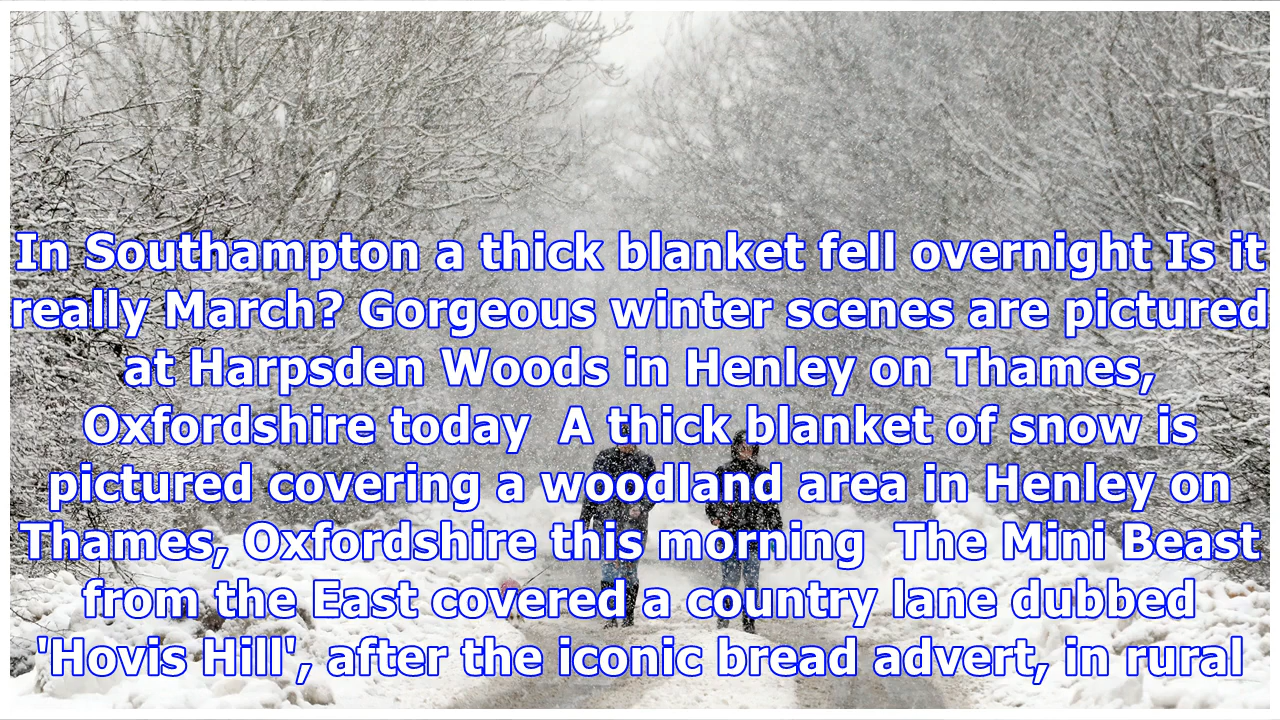 In Southampton a thick blanket fell overnight Is it
really March? Gorgeous winter scenes are pictured
at Harpsden Woods in Henley on Thames,
Oxfordshire today  A thick blanket of snow is
pictured covering a woodland area in Henley on
Thames, Oxfordshire this morning  The Mini Beast
from the East covered a country lane dubbed
'Hovis Hill', after the iconic bread advert, in rural